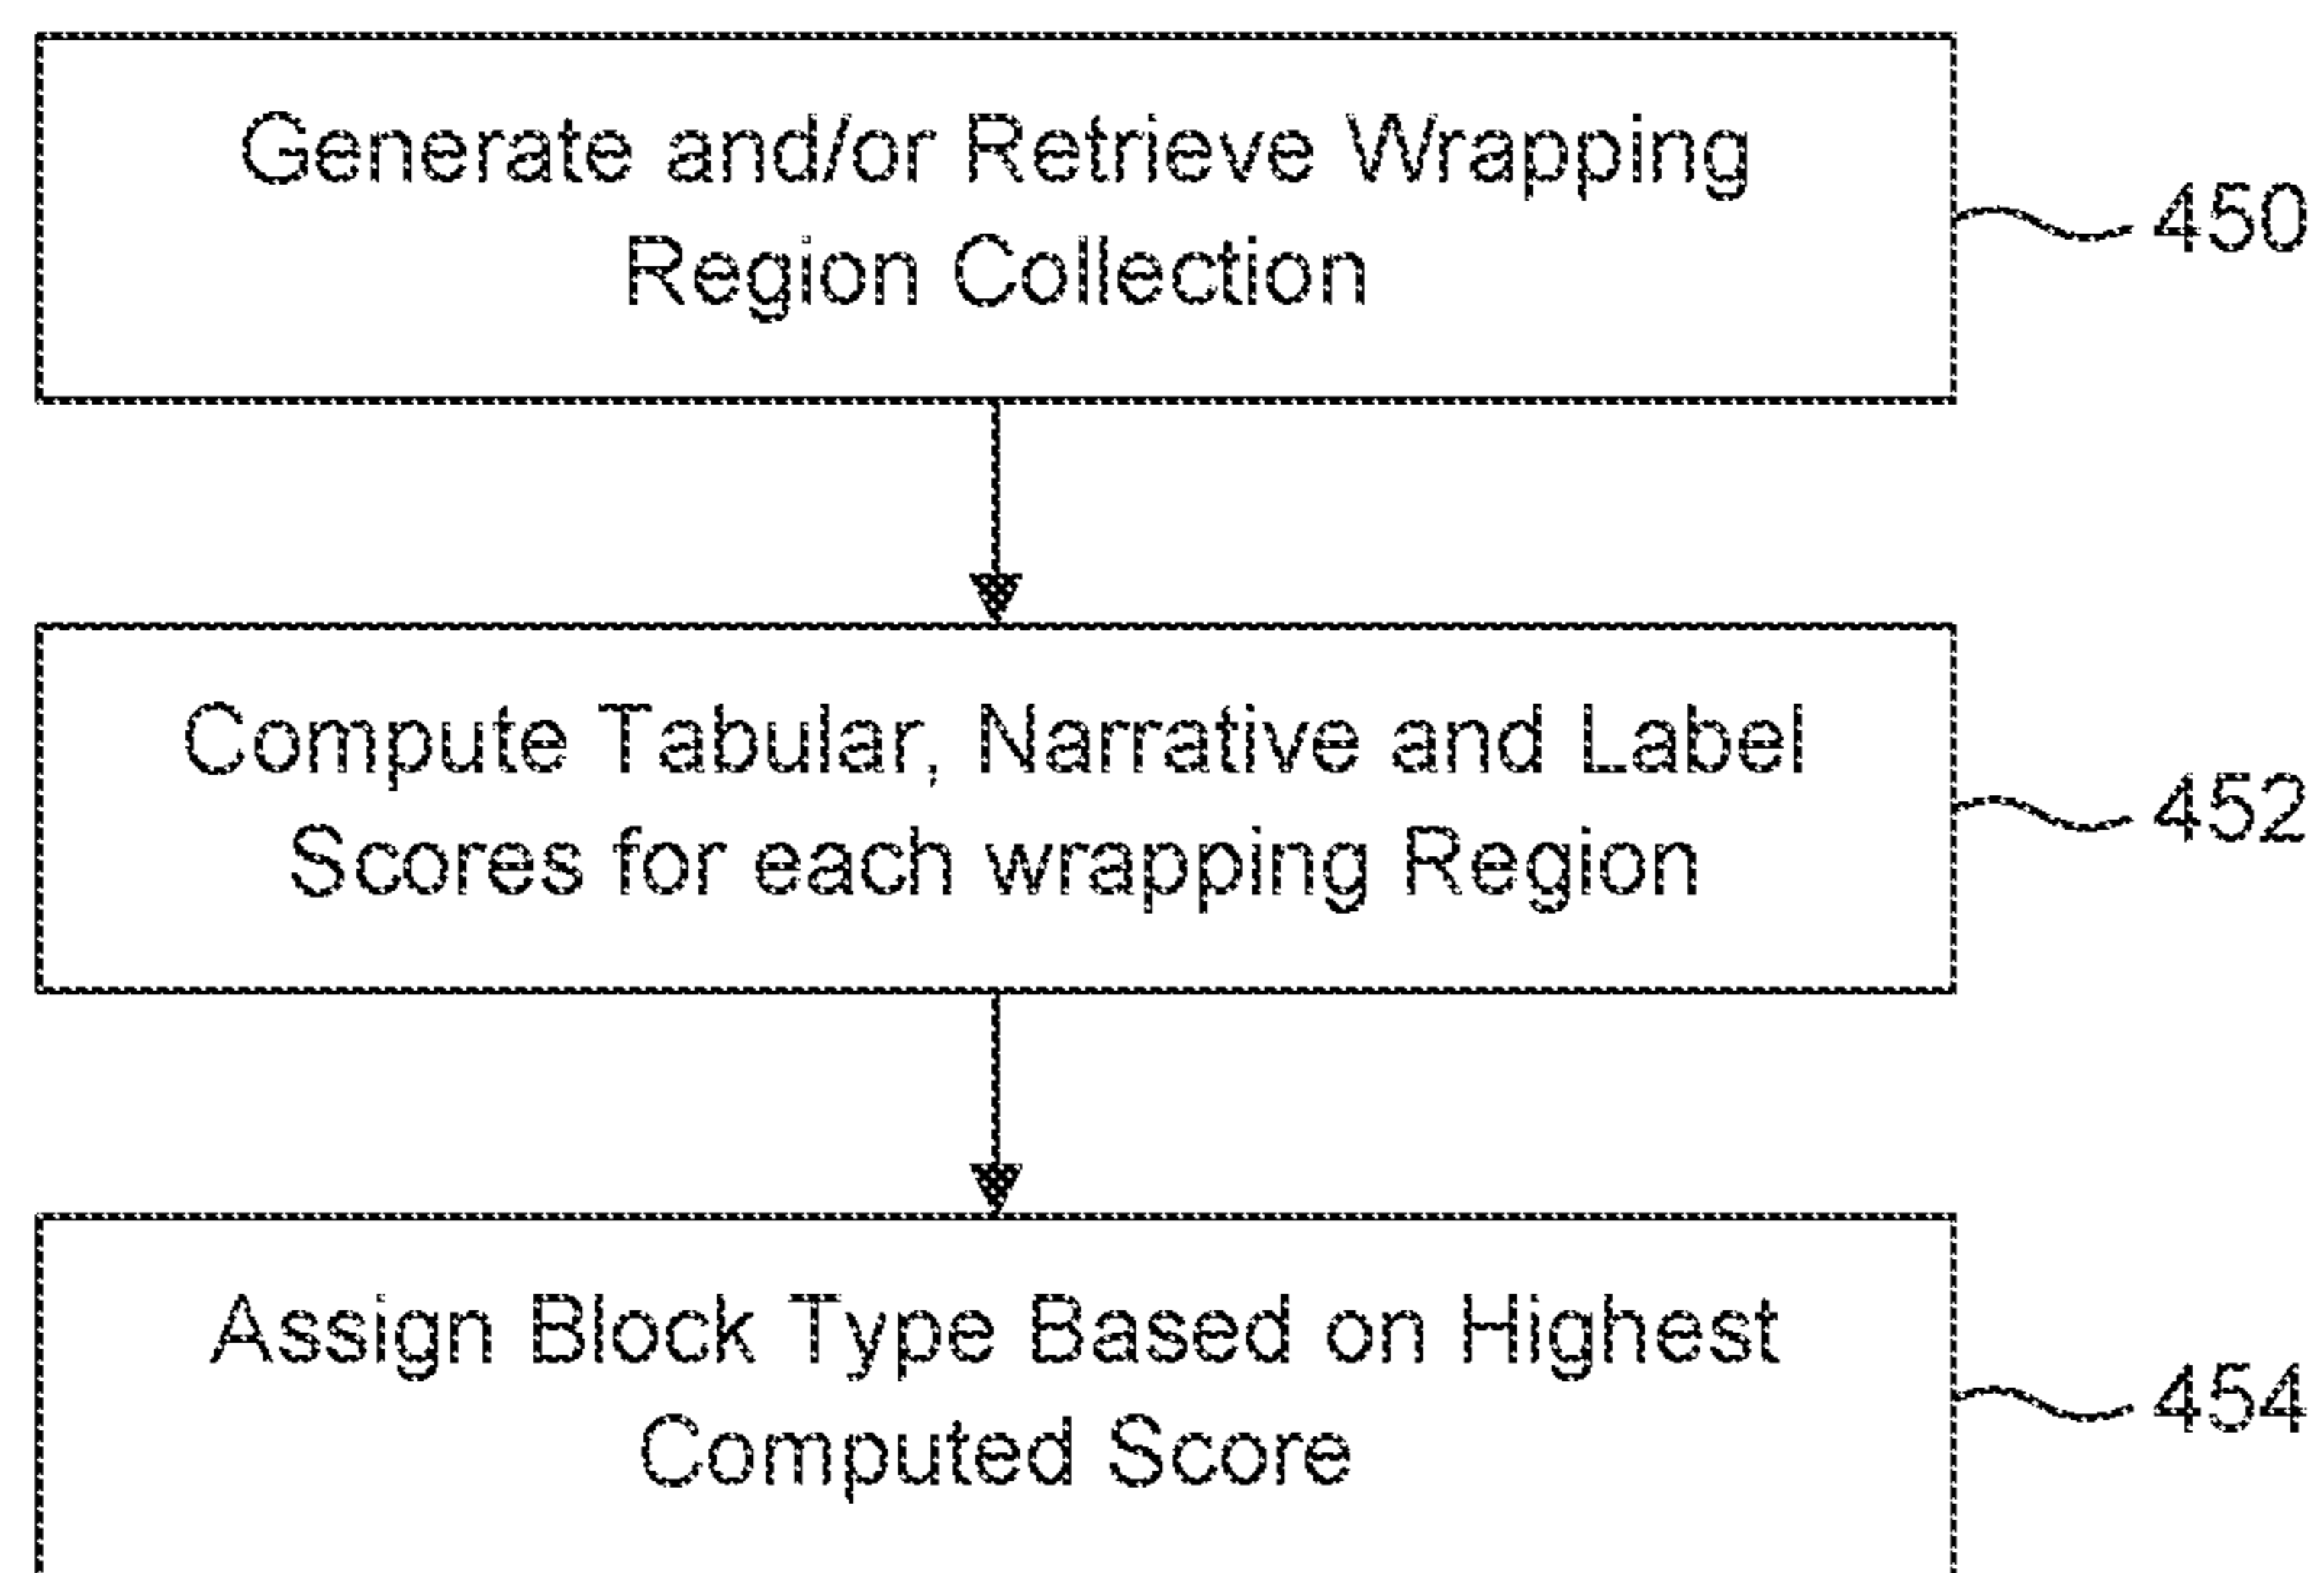 Generate and/or Retrieve Wrapping
Region Collection
450
Compute Tabular, Narrative and Label
Scores for each wrapping Region
452
Assign Block Type Based on Highest
Computed Score
454